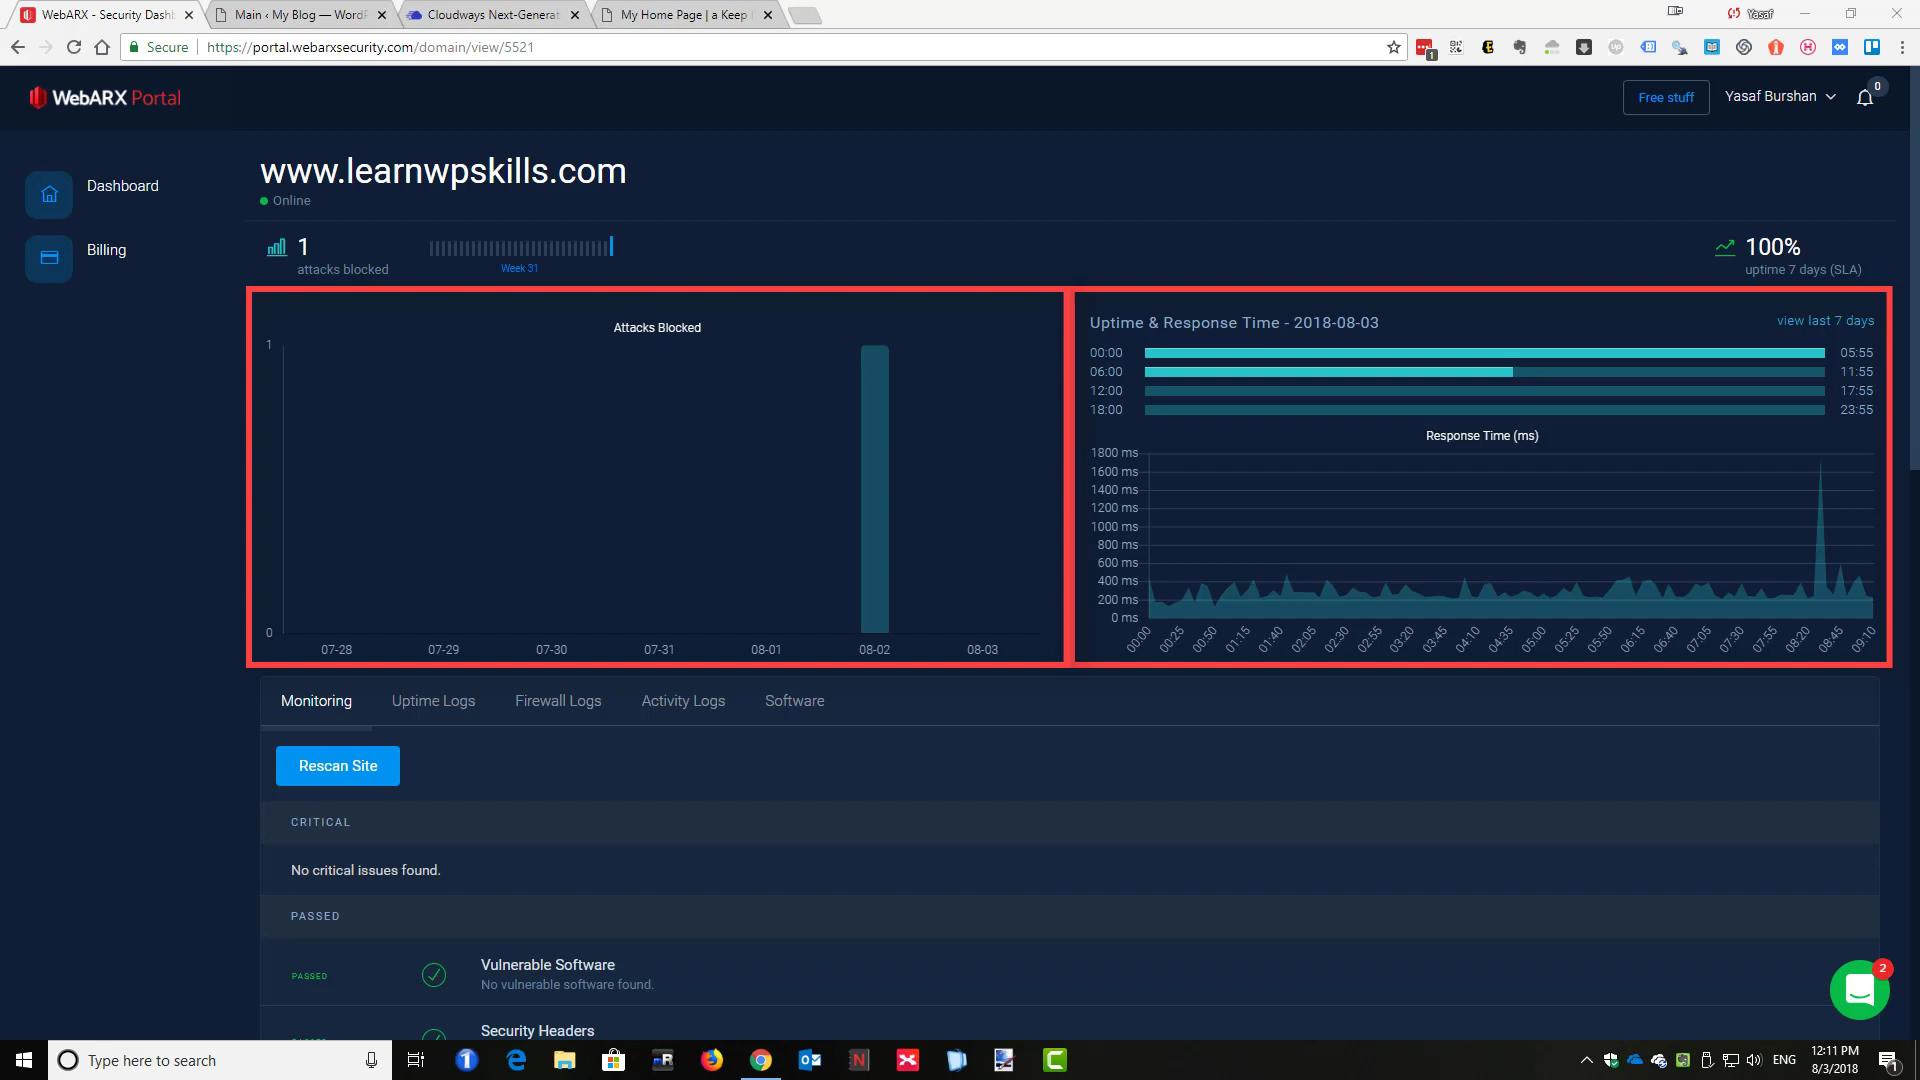 WebARX - Security Dashb
Main ‹ My Blog — WordP
Cloudways Next-Generat
My Home Page | a Keep
Yasaf
Secure
https://portal.webarxsecurity.com/domain/view/5521
1
WebARX Portal
Free stuff
Yasaf Burshan
0
Dashboard
Billing
www.learnwpskills.com
Online
1
attacks blocked
Week 31
100%
uptime 7 days (SLA)
Attacks Blocked
1
0
07-28 07-29 07-30 07-31 08-01 08-02 08-03
Uptime & Response Time - 2018-08-03
view last 7 days
00:00 05:55
06:00 11:55
12:00 17:55
18:00 23:55
Response Time (ms)
1800 ms
1600 ms
1400 ms
1200 ms
1000 ms
800 ms
600 ms
400 ms
200 ms
0 ms
00:00 00:25 00:50 01:15 01:40 02:05 02:30 02:55 03:20 03:45 04:10 04:35 05:00 05:25 05:50 06:15 06:40 07:05 07:30 07:55 08:20 08:45 09:10
Monitoring Uptime Logs Firewall Logs Activity Logs Software
Rescan Site
CRITICAL
No critical issues found.
PASSED
PASSED
Vulnerable Software
No vulnerable software found.
Security Headers
2
Type here to search
ENG
12:11 PM
8/3/2018
1